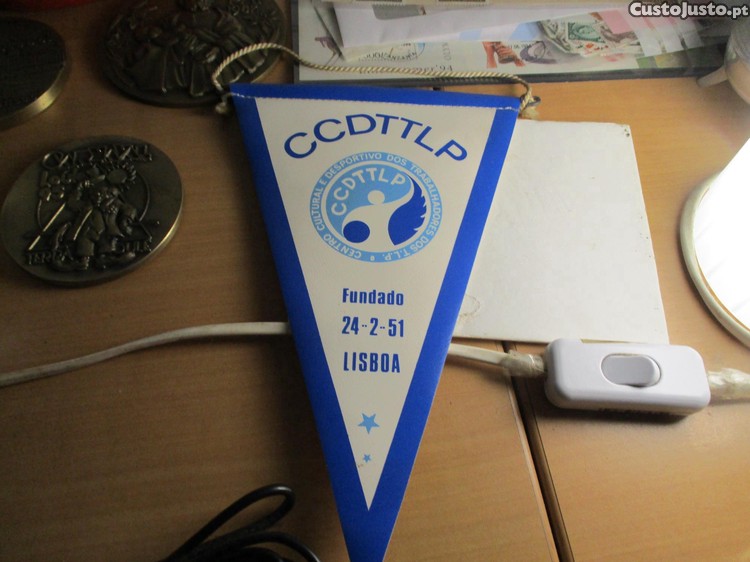 CustoJusto.pt
CCDTTLP
CENTRO CULTURAL E DESPORTIVO DOS TRABALHADORES DOS T.L.P.
CCDTTLP
Fundado
24-2-51
LISBOA